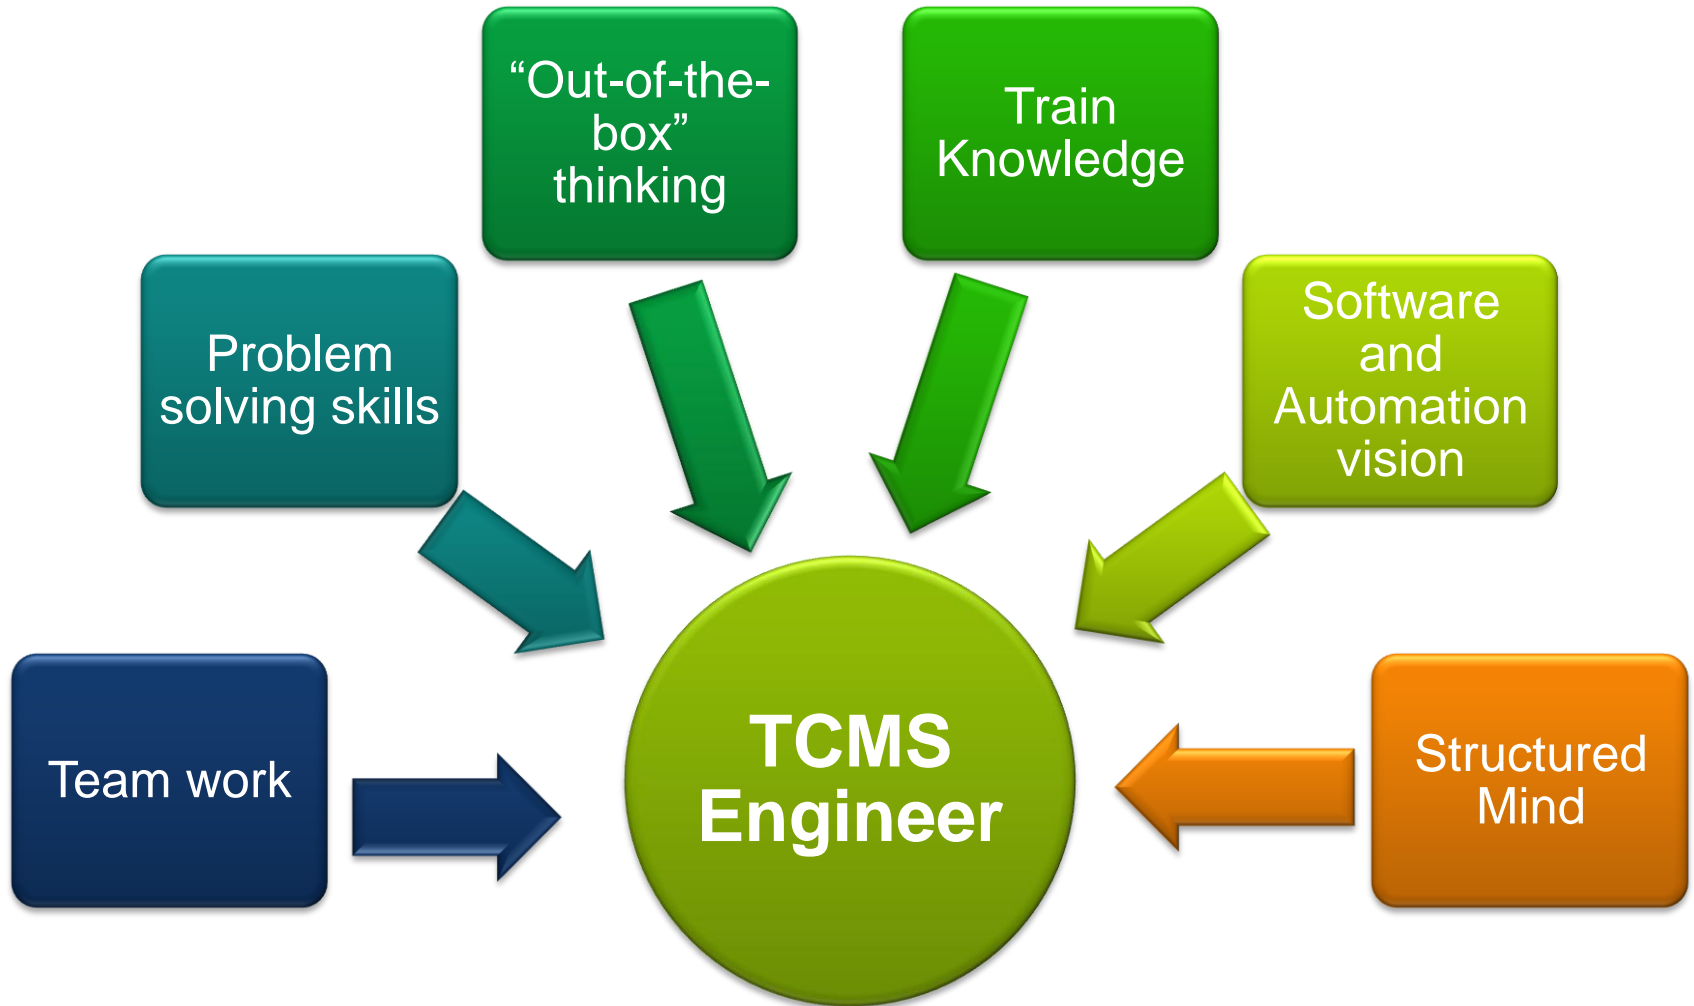 “Out-of-the-
box”
thinking
Train
Knowledge
Problem
solving skills
Software
and
Automation
vision
Team work
TCMS
Engineer
Structured
Mind